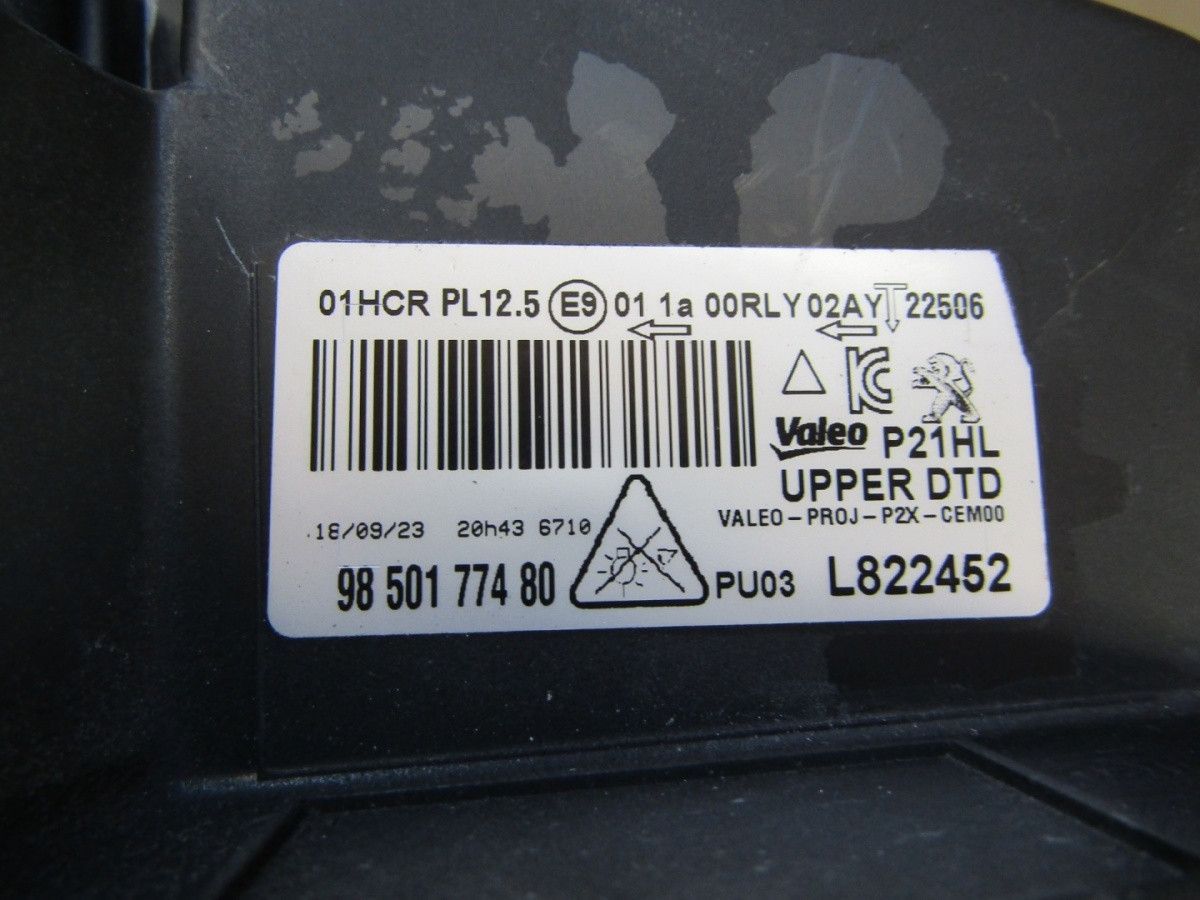 01HCR PL12.5 E9 01 1a 00RLY 02AY 22506
KC
Valeo P21HL
UPPER DTD
VALEO-PROJ-P2X-CEM00
18/09/23 20h43 6710
98 501 774 80 PU03 L822452